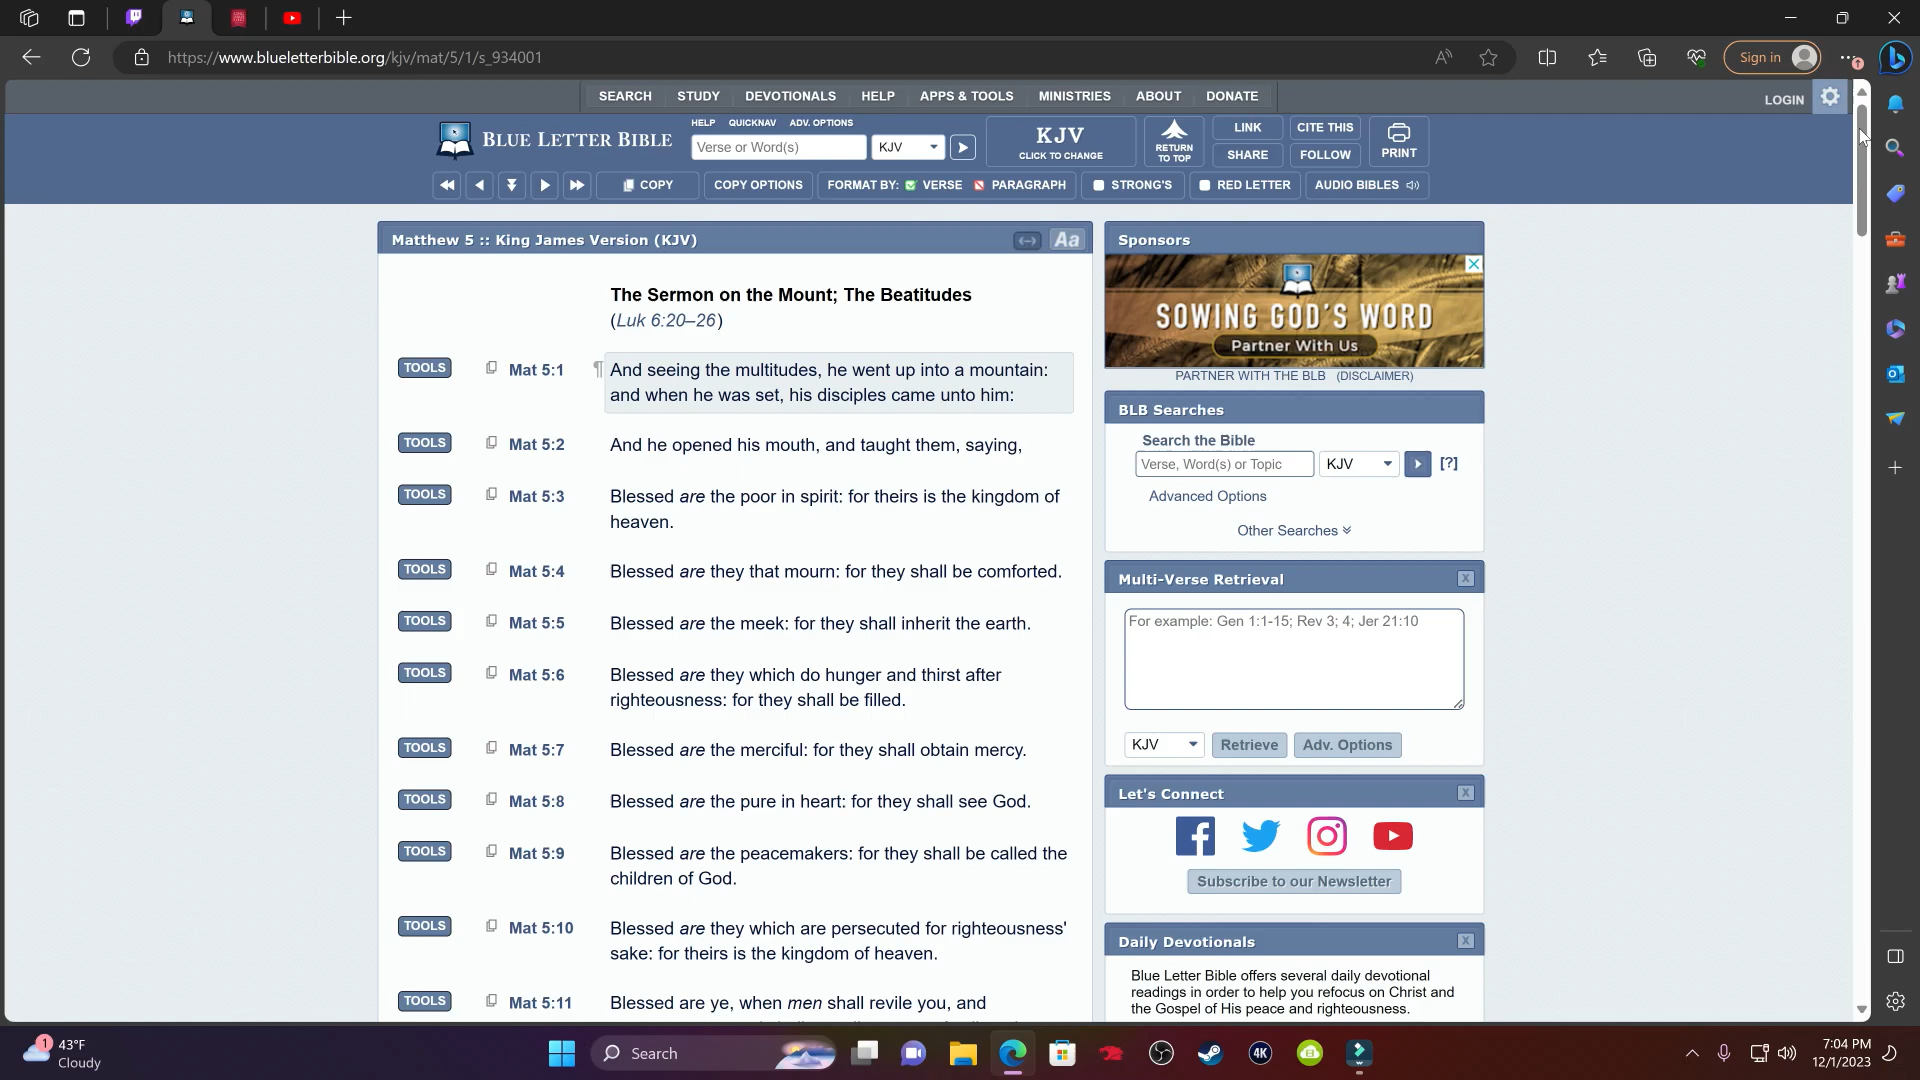 https://www.blueletterbible.org/kjv/mat/5/1/s_934001
Sign in
SEARCH STUDY DEVOTIONALS HELP APPS & TOOLS MINISTRIES ABOUT DONATE
LOGIN
BLUE LETTER BIBLE
HELP QUICKNAV ADV. OPTIONS
Verse or Word(s) KJV
KJV
CLICK TO CHANGE
RETURN
TO TOP
LINK CITE THIS
SHARE FOLLOW
PRINT
COPY COPY OPTIONS FORMAT BY: VERSE PARAGRAPH STRONG'S RED LETTER AUDIO BIBLES
Matthew 5 :: King James Version (KJV)
Aa
The Sermon on the Mount; The Beatitudes
(Luk 6:20–26)
TOOLS Mat 5:1 ¶ And seeing the multitudes, he went up into a mountain:
and when he was set, his disciples came unto him:
TOOLS Mat 5:2 And he opened his mouth, and taught them, saying,
TOOLS Mat 5:3 Blessed are the poor in spirit: for theirs is the kingdom of
heaven.
TOOLS Mat 5:4 Blessed are they that mourn: for they shall be comforted.
TOOLS Mat 5:5 Blessed are the meek: for they shall inherit the earth.
TOOLS Mat 5:6 Blessed are they which do hunger and thirst after
righteousness: for they shall be filled.
TOOLS Mat 5:7 Blessed are the merciful: for they shall obtain mercy.
TOOLS Mat 5:8 Blessed are the pure in heart: for they shall see God.
TOOLS Mat 5:9 Blessed are the peacemakers: for they shall be called the
children of God.
TOOLS Mat 5:10 Blessed are they which are persecuted for righteousness'
sake: for theirs is the kingdom of heaven.
TOOLS Mat 5:11 Blessed are ye, when men shall revile you, and
Sponsors
SOWING GOD'S WORD
Partner With Us
PARTNER WITH THE BLB (DISCLAIMER)
BLB Searches
Search the Bible
Verse, Word(s) or Topic KJV [?]
Advanced Options
Other Searches
Multi-Verse Retrieval X
For example: Gen 1:1-15; Rev 3; 4; Jer 21:10
KJV Retrieve Adv. Options
Let's Connect X
Subscribe to our Newsletter
Daily Devotionals X
Blue Letter Bible offers several daily devotional
readings in order to help you refocus on Christ and
the Gospel of His peace and righteousness.
1
43°F
Cloudy
Search
4K
7:04 PM
12/1/2023